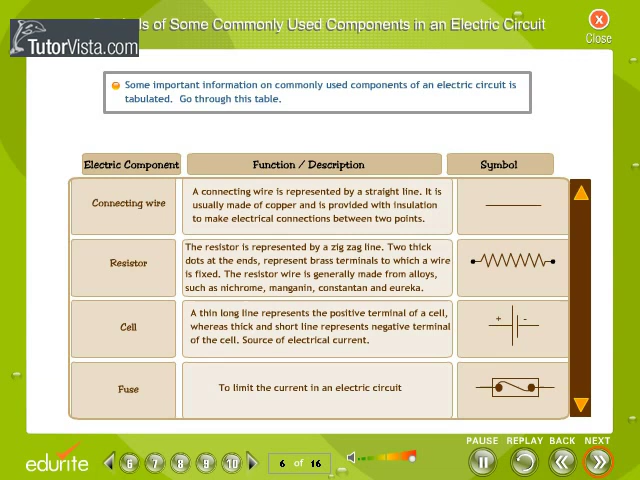 Symbols of Some Commonly Used Components in an Electric Circuit
TutorVista.com
Close
Some important information on commonly used components of an electric circuit is
tabulated. Go through this table.
Electric Component
Function / Description
Symbol
Connecting wire
A connecting wire is represented by a straight line. It is
usually made of copper and is provided with insulation
to make electrical connections between two points.
Resistor
The resistor is represented by a zig zag line. Two thick
dots at the ends, represent brass terminals to which a wire
is fixed. The resistor wire is generally made from alloys,
such as nichrome, manganin, constantan and eureka.
Cell
A thin long line represents the positive terminal of a cell,
whereas thick and short line represents negative terminal
of the cell. Source of electrical current.
+ -
Fuse
To limit the current in an electric circuit
PAUSE REPLAY BACK NEXT
edurite
6 7 8 9 10
6 of 16